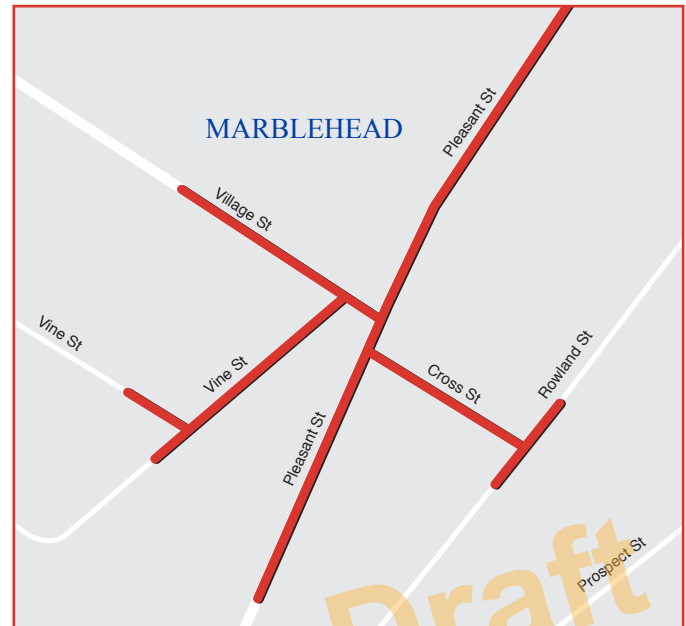 Pleasant St
MARBLEHEAD
Village St
Vine St
Vine St
Cross St
Rowland St
Pleasant St
Prospect St
Draft